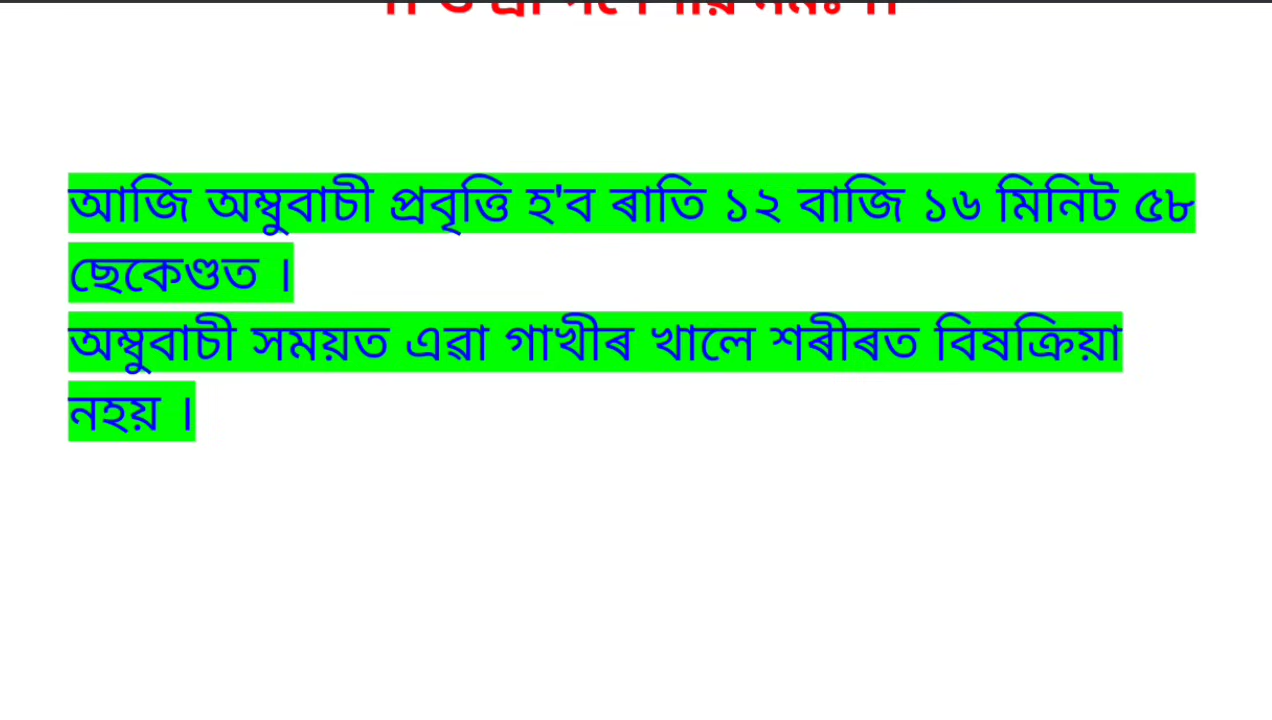 আজি অম্বুবাচী প্ৰবৃত্তি হ'ব ৰাতি ১২ বাজি ১৬ মিনিট ৫৮
ছেকেণ্ডত ।
অম্বুবাচী সময়ত এৱা গাখীৰ খালে শৰীৰত বিষক্ৰিয়া
নহয় ।